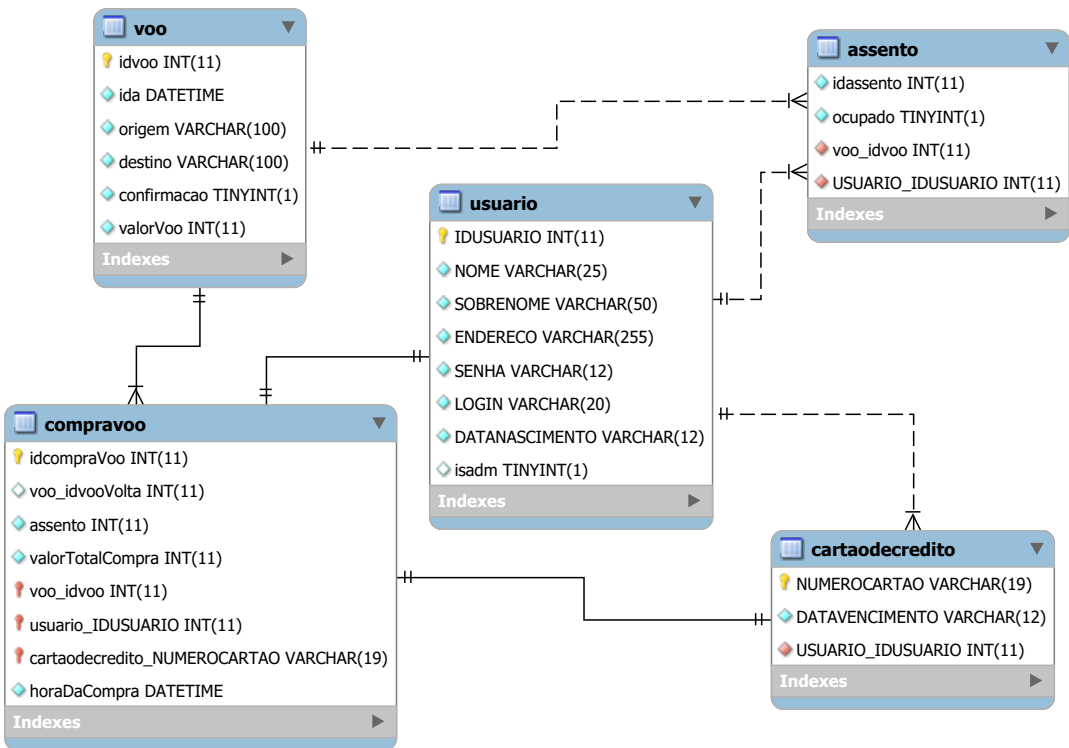 voo
idvoo INT(11)
ida DATETIME
origem VARCHAR(100)
destino VARCHAR(100)
confirmacao TINYINT(1)
valorVoo INT(11)
Indexes
assento
idassento INT(11)
ocupado TINYINT(1)
voo_idvoo INT(11)
USUARIO_IDUSUARIO INT(11)
Indexes
usuario
IDUSUARIO INT(11)
NOME VARCHAR(25)
SOBRENOME VARCHAR(50)
ENDERECO VARCHAR(255)
SENHA VARCHAR(12)
LOGIN VARCHAR(20)
DATANASCIMENTO VARCHAR(12)
isadm TINYINT(1)
Indexes
compravoo
idcompraVoo INT(11)
voo_idvooVolta INT(11)
assento INT(11)
valorTotalCompra INT(11)
voo_idvoo INT(11)
usuario_IDUSUARIO INT(11)
cartaodecredito_NUMEROCARTAO VARCHAR(19)
horaDaCompra DATETIME
Indexes
cartaodecredito
NUMEROCARTAO VARCHAR(19)
DATAVENCIMENTO VARCHAR(12)
USUARIO_IDUSUARIO INT(11)
Indexes